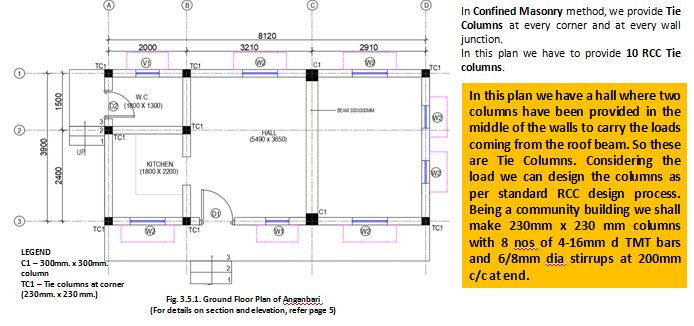 A B C D
8120
2000 3210 2910
TC1 V1 TC1 W2 C1 W2 TC1
1
W.C.
(1800 X 1300)
D2
BEAM 300X300MM
1500
3900
2400
2
3
2
1
UP
TC1
TC1
HALL
(5490 x 3650)
W2
KITCHEN
(1800 X 2200)
W2
D1
C1
3
TC1 W2 TC1 W1 W2 TC1
3
2
1
LEGEND
C1 – 300mm. x 300mm.
column
TC1 – Tie columns at corner
(230mm. x 230 mm.)
Fig. 3.5.1. Ground Floor Plan of Anganbari
(For details on section and elevation, refer page 5)
In Confined Masonry method, we provide Tie
Columns at every corner and at every wall
junction.
In this plan we have to provide 10 RCC Tie
columns.
In this plan we have a hall where two
columns have been provided in the
middle of the walls to carry the loads
coming from the roof beam. So these
are Tie Columns. Considering the
load we can design the columns as
per standard RCC design process.
Being a community building we shall
make 230mm x 230 mm columns
with 8 nos of 4-16mm d TMT bars
and 6/8mm dia stirrups at 200mm
c/c at end.